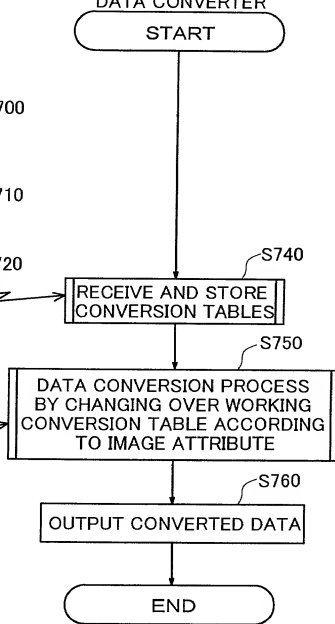 DATA CONVERTER
START
700
710
720
S740
RECEIVE AND STORE
CONVERSION TABLES
S750
DATA CONVERSION PROCESS
BY CHANGING OVER WORKING
CONVERSION TABLE ACCORDING
TO IMAGE ATTRIBUTE
S760
OUTPUT CONVERTED DATA
END